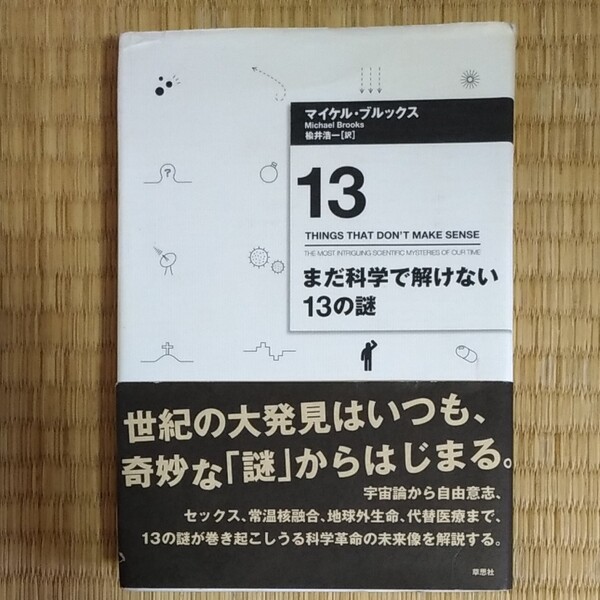 マイケル・ブルックス
Michael Brooks
楡井浩一[訳]
13
THINGS THAT DON'T MAKE SENSE
THE MOST INTRIGUING SCIENTIFIC MYSTERIES OF OUR TIME
まだ科学で解けない
13の謎
?
世紀の大発見はいつも、
奇妙な「謎」からはじまる。
宇宙論から自由意志、
セックス、常温核融合、地球外生命、代替医療まで、
13の謎が巻き起こしうる科学革命の未来像を解説する。
草思社